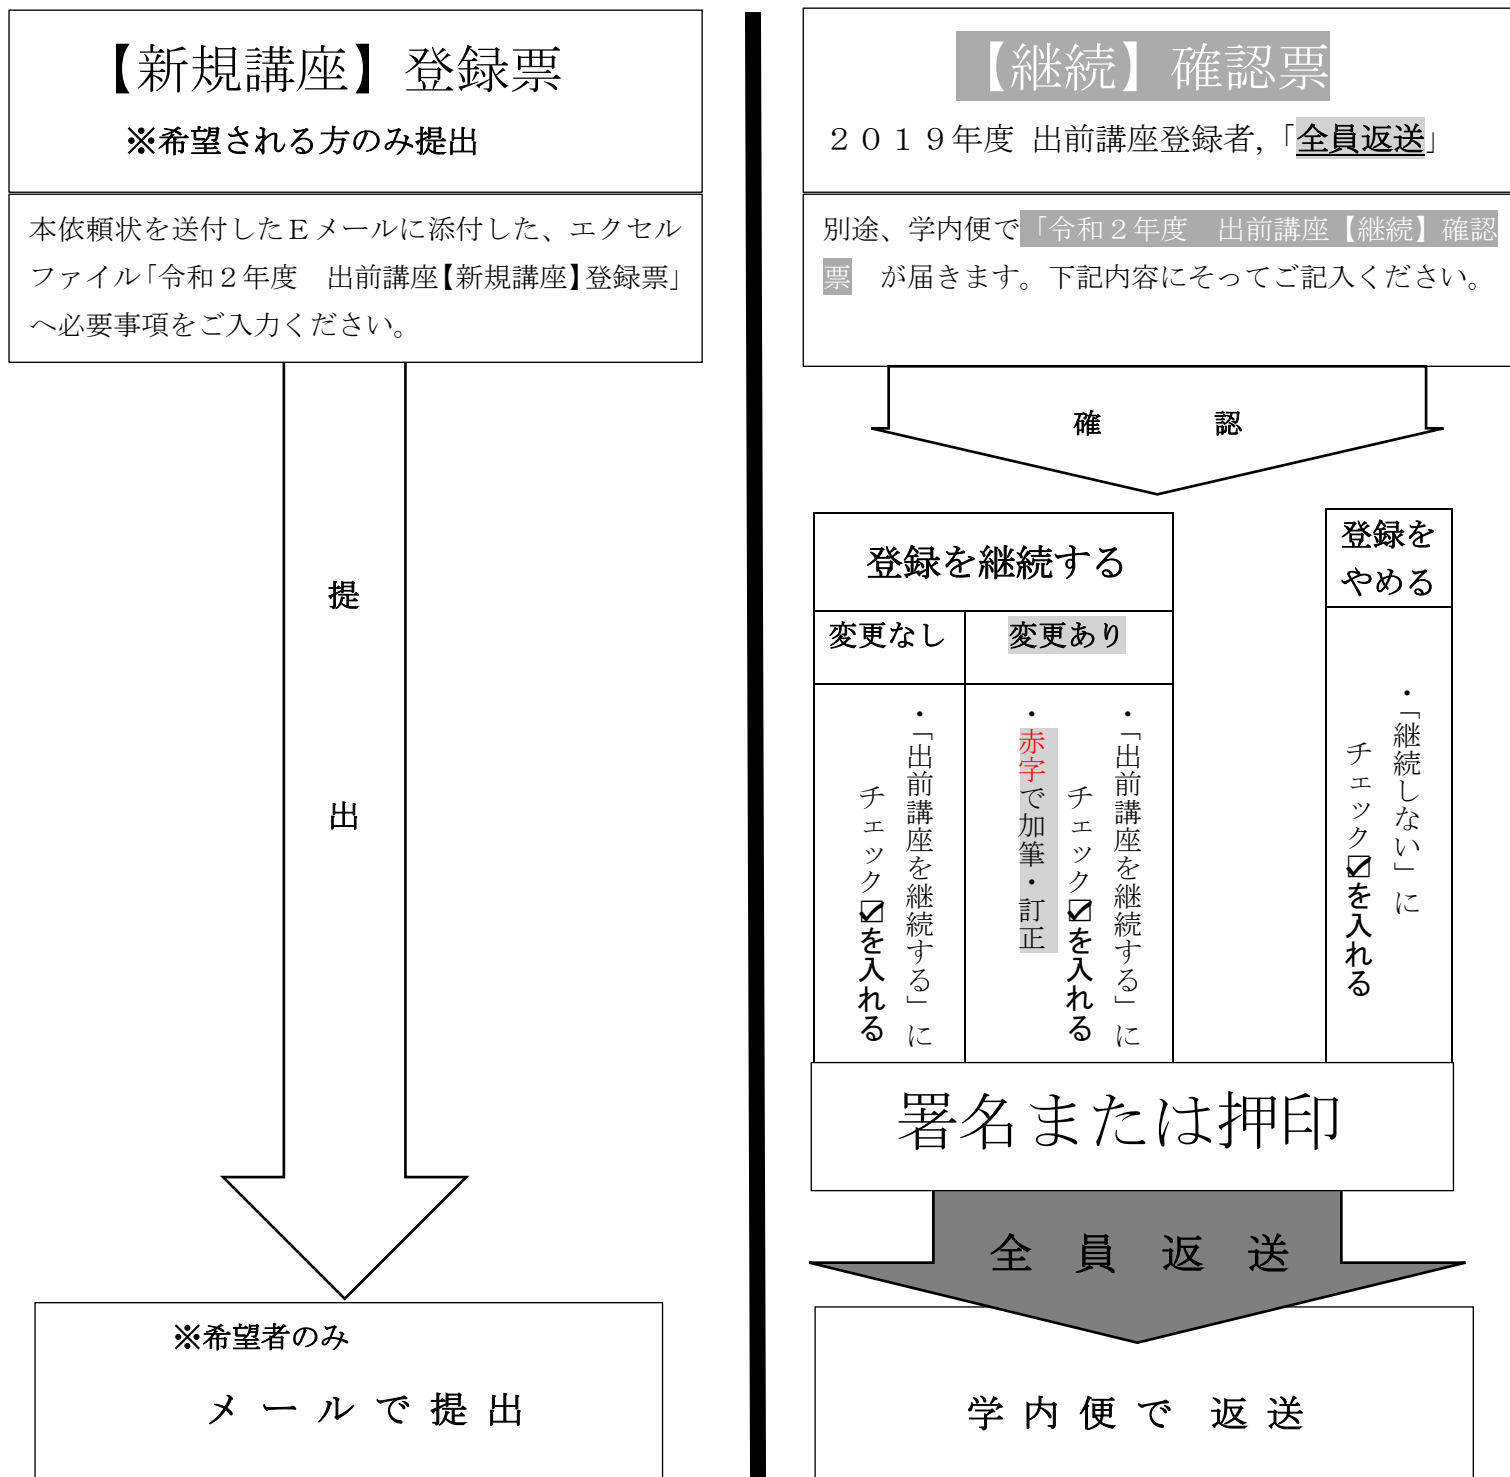 【新規講座】登録票
※希望される方のみ提出
本依頼状を送付したＥメールに添付した、エクセル
ファイル「令和２年度　出前講座【新規講座】登録票」
へ必要事項をご入力ください。
提
出
※希望者のみ
メールで提出
【継続】確認票
２０１９年度 出前講座登録者,「全員返送」
別途、学内便で「令和２年度　出前講座【継続】確認
票　が届きます。下記内容にそってご記入ください。
確　認
登録を継続する
変更なし
・「出前講座を継続する」に
チェック☑を入れる
変更あり
・「出前講座を継続する」に
チェック☑を入れる
・赤字で加筆・訂正
登録を
やめる
・「継続しない」に
チェック☑を入れる
署名または押印
全員返送
学内便で 返送